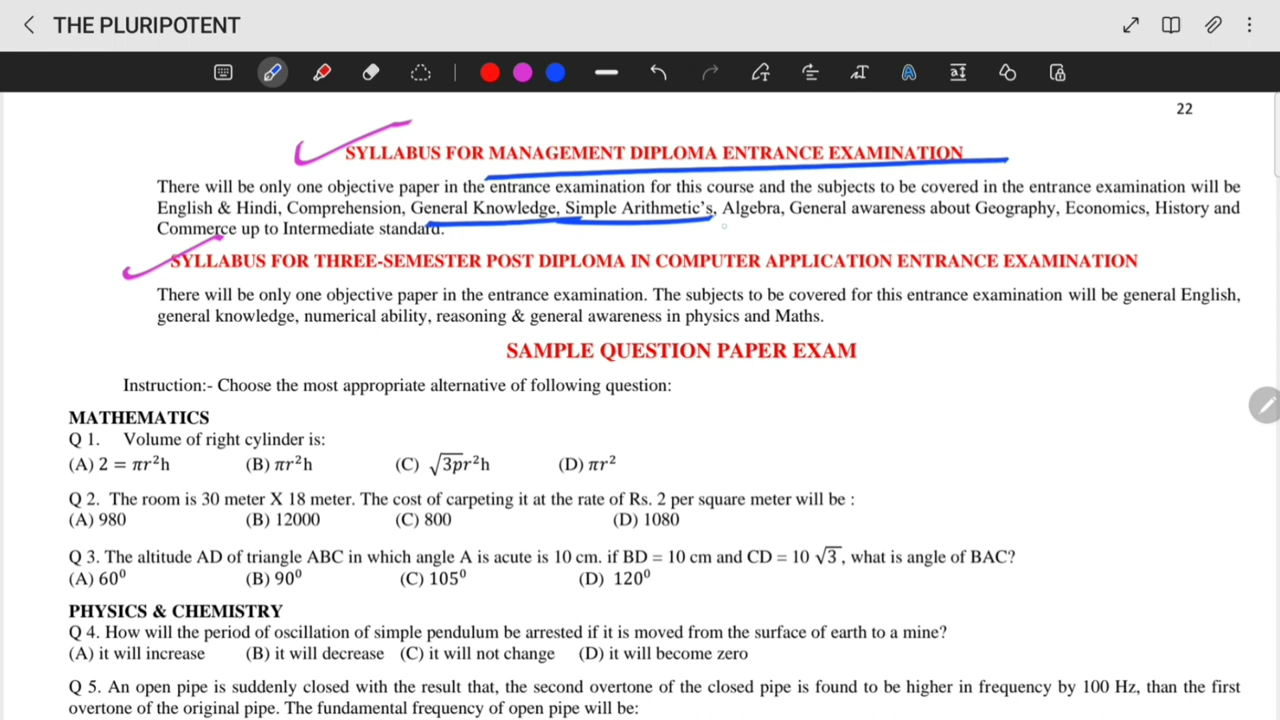 THE PLURIPOTENT
22
SYLLABUS FOR MANAGEMENT DIPLOMA ENTRANCE EXAMINATION
There will be only one objective paper in the entrance examination for this course and the subjects to be covered in the entrance examination will be
English & Hindi, Comprehension, General Knowledge, Simple Arithmetic's, Algebra, General awareness about Geography, Economics, History and
Commerce up to Intermediate standard.
SYLLABUS FOR THREE-SEMESTER POST DIPLOMA IN COMPUTER APPLICATION ENTRANCE EXAMINATION
There will be only one objective paper in the entrance examination. The subjects to be covered for this entrance examination will be general English,
general knowledge, numerical ability, reasoning & general awareness in physics and Maths.
SAMPLE QUESTION PAPER EXAM
Instruction:- Choose the most appropriate alternative of following question:
MATHEMATICS
Q 1. Volume of right cylinder is:
(A) 2 = πr²h (B) πr²h (C) √3pr²h (D) πr²
Q 2. The room is 30 meter X 18 meter. The cost of carpeting it at the rate of Rs. 2 per square meter will be :
(A) 980 (B) 12000 (C) 800 (D) 1080
Q 3. The altitude AD of triangle ABC in which angle A is acute is 10 cm. if BD = 10 cm and CD = 10 √3, what is angle of BAC?
(A) 60⁰ (B) 90⁰ (C) 105⁰ (D) 120⁰
PHYSICS & CHEMISTRY
Q 4. How will the period of oscillation of simple pendulum be arrested if it is moved from the surface of earth to a mine?
(A) it will increase (B) it will decrease (C) it will not change (D) it will become zero
Q 5. An open pipe is suddenly closed with the result that, the second overtone of the closed pipe is found to be higher in frequency by 100 Hz, than the first
overtone of the original pipe. The fundamental frequency of open pipe will be: